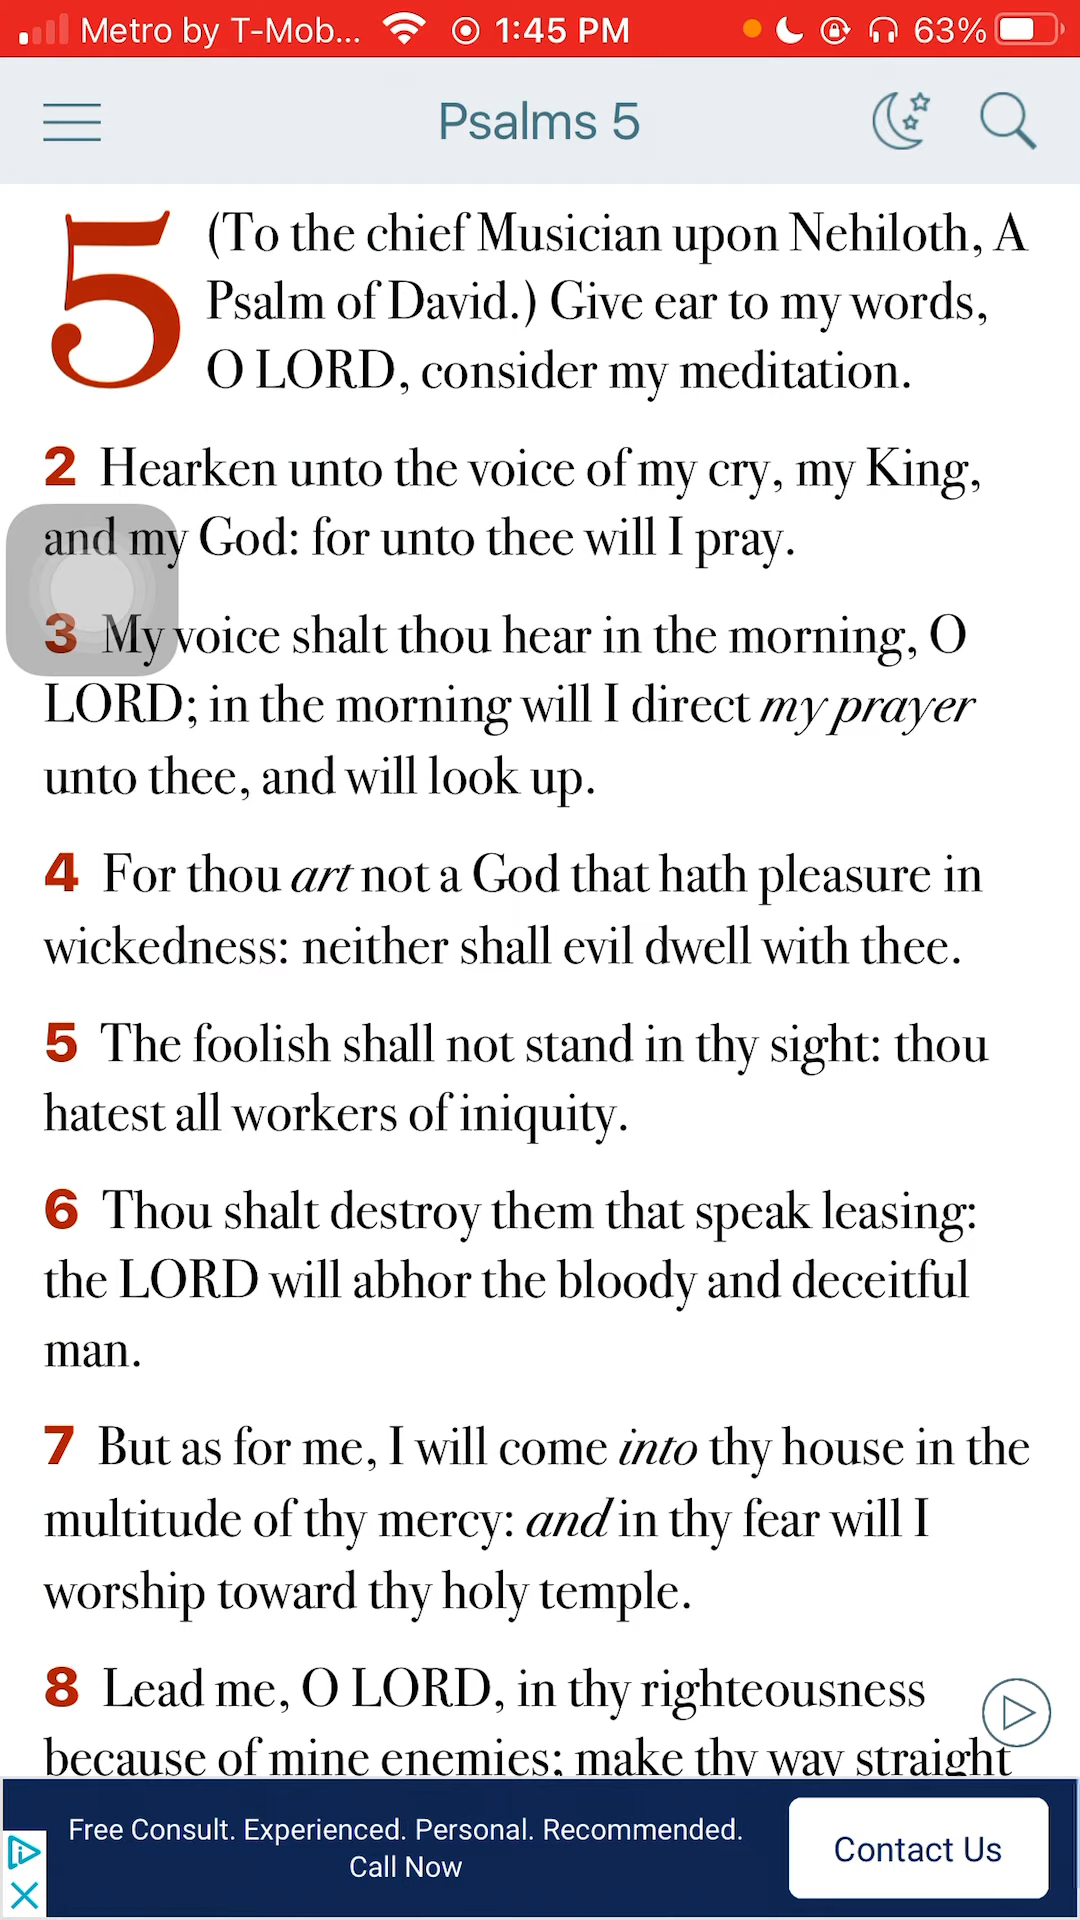 Metro by T-Mob... 1:45 PM 63%
Psalms 5
5 (To the chief Musician upon Nehiloth, A
Psalm of David.) Give ear to my words,
O LORD, consider my meditation.
2 Hearken unto the voice of my cry, my King,
and my God: for unto thee will I pray.
3 My voice shalt thou hear in the morning, O
LORD; in the morning will I direct my prayer
unto thee, and will look up.
4 For thou art not a God that hath pleasure in
wickedness: neither shall evil dwell with thee.
5 The foolish shall not stand in thy sight: thou
hatest all workers of iniquity.
6 Thou shalt destroy them that speak leasing:
the LORD will abhor the bloody and deceitful
man.
7 But as for me, I will come into thy house in the
multitude of thy mercy: and in thy fear will I
worship toward thy holy temple.
8 Lead me, O LORD, in thy righteousness
because of mine enemies; make thy way straight
Free Consult. Experienced. Personal. Recommended.
Call Now
Contact Us